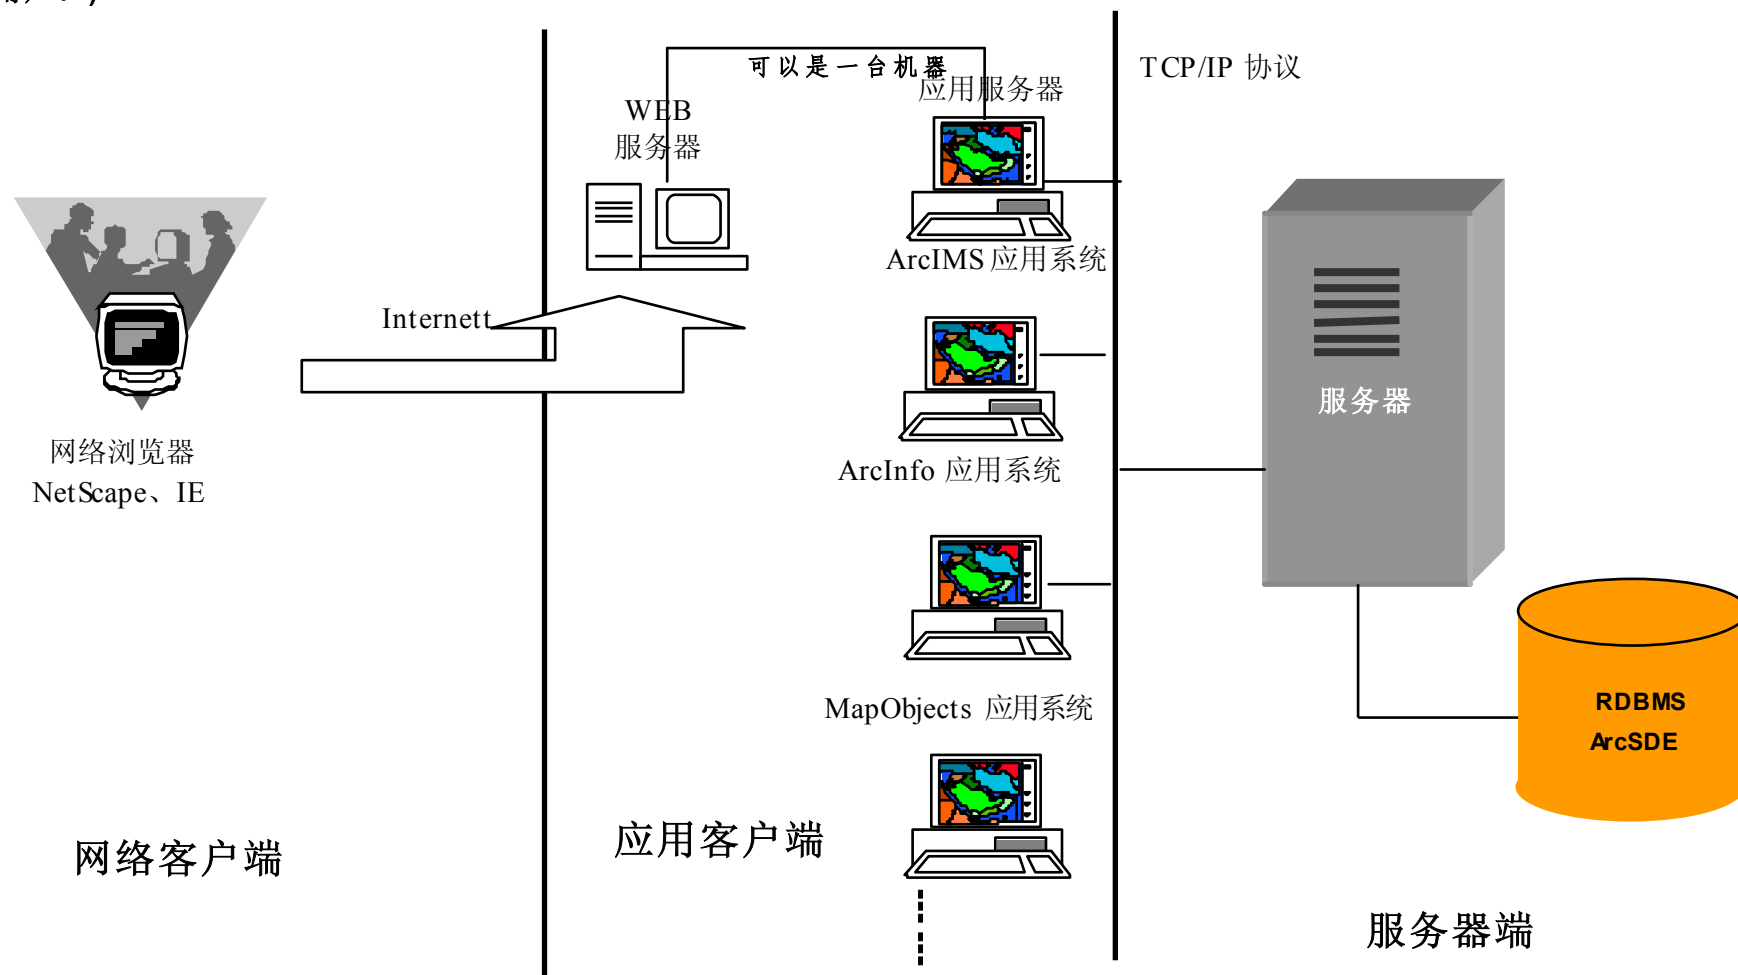 可以是一台机器
TCP/IP 协议
应用服务器
WEB
服务器
ArcIMS 应用系统
Internett
服务器
网络浏览器
NetScape、IE
ArcInfo 应用系统
MapObjects 应用系统
RDBMS
ArcSDE
应用客户端
网络客户端
服务器端